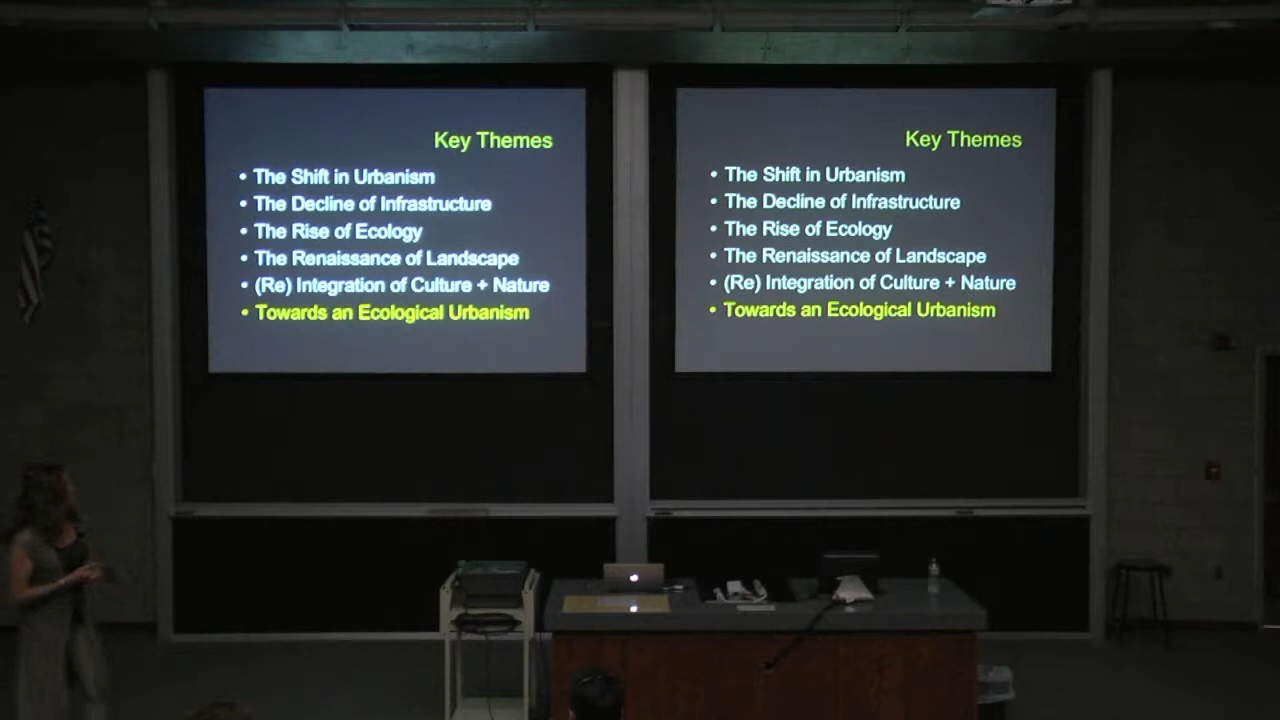 Key Themes
• The Shift in Urbanism
• The Decline of Infrastructure
• The Rise of Ecology
• The Renaissance of Landscape
• (Re) Integration of Culture + Nature
• Towards an Ecological Urbanism
Key Themes
• The Shift in Urbanism
• The Decline of Infrastructure
• The Rise of Ecology
• The Renaissance of Landscape
• (Re) Integration of Culture + Nature
• Towards an Ecological Urbanism